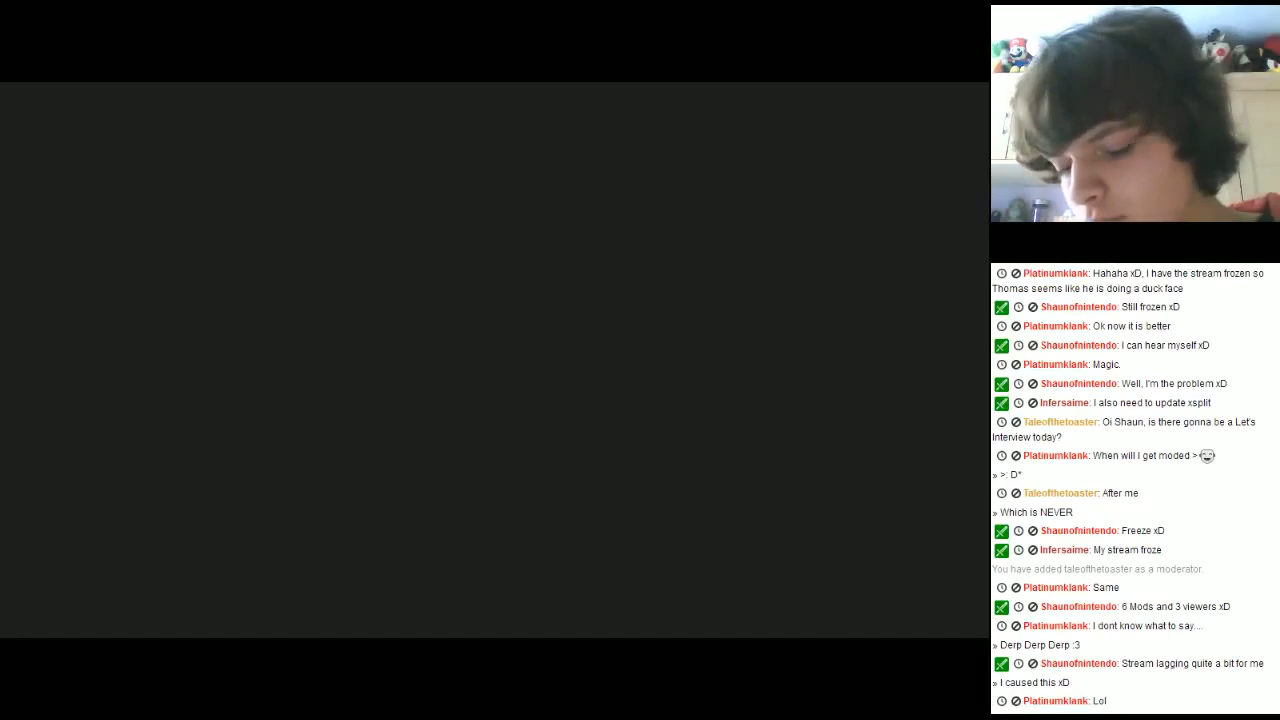 Platinumklank: Hahaha xD, I have the stream frozen so
Thomas seems like he is doing a duck face
Shaunofnintendo: Still frozen xD
Platinumklank: Ok now it is better
Shaunofnintendo: I can hear myself xD
Platinumklank: Magic.
Shaunofnintendo: Well, I'm the problem xD
Infersaime: I also need to update xsplit
Taleofthetoaster: Oi Shaun, is there gonna be a Let's
Interview today?
Platinumklank: When will I get moded >
» >: D*
Taleofthetoaster: After me
» Which is NEVER
Shaunofnintendo: Freeze xD
Infersaime: My stream froze
You have added taleofthetoaster as a moderator.
Platinumklank: Same
Shaunofnintendo: 6 Mods and 3 viewers xD
Platinumklank: I dont know what to say....
» Derp Derp Derp :3
Shaunofnintendo: Stream lagging quite a bit for me
» I caused this xD
Platinumklank: Lol